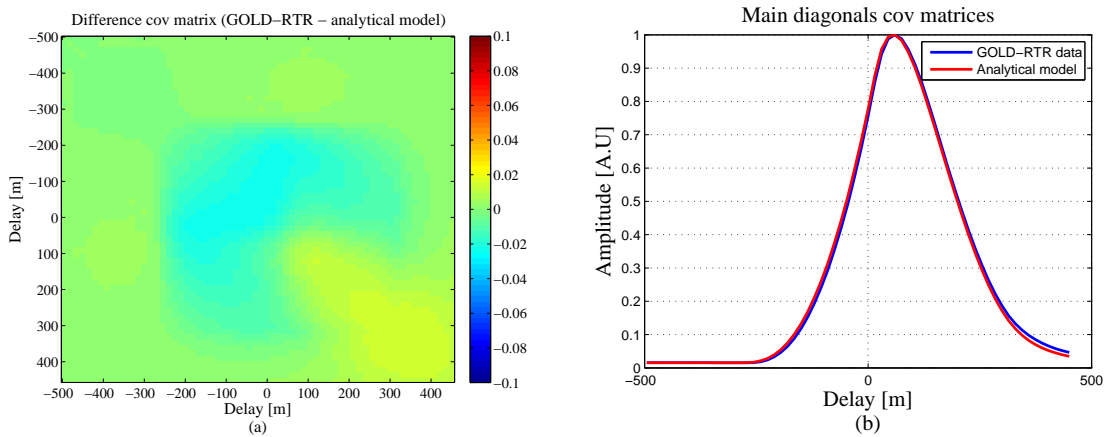 Difference cov matrix (GOLD−RTR − analytical model)
Delay [m]
−500
−400
−300
−200
−100
0
100
200
300
400
−500 −400 −300 −200 −100 0 100 200 300 400
Delay [m]
(a)
0.1
0.08
0.06
0.04
0.02
0
−0.02
−0.04
−0.06
−0.08
−0.1
Main diagonals cov matrices
Amplitude [A.U]
1
0.9
0.8
0.7
0.6
0.5
0.4
0.3
0.2
0.1
0
GOLD−RTR data
Analytical model
−500 0 500
Delay [m]
(b)